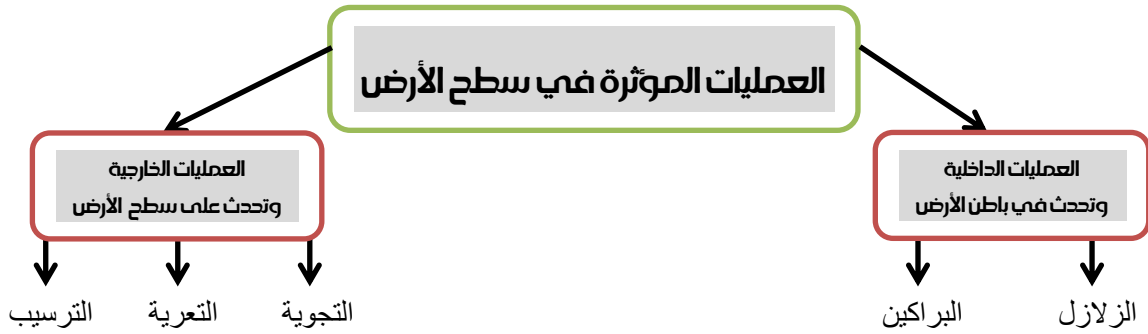 العمليات المؤثرة في سطح الأرض
العمليات الداخلية
وتحدث في باطن الأرض
العمليات الخارجية
وتحدث على سطح الأرض
الزلازل
البراكين
التجوية
التعرية
الترسيب